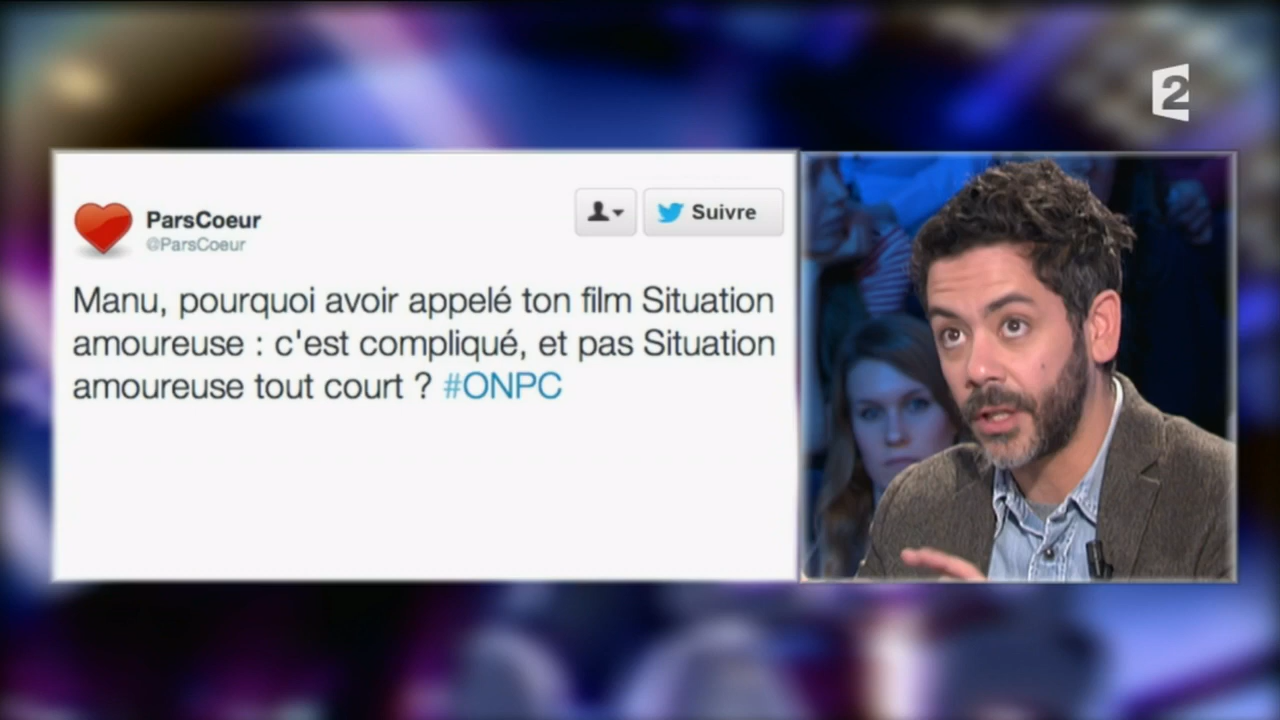 2
ParsCoeur
@ParsCoeur
Suivre
Manu, pourquoi avoir appelé ton film Situation
amoureuse : c'est compliqué, et pas Situation
amoureuse tout court ? #ONPC